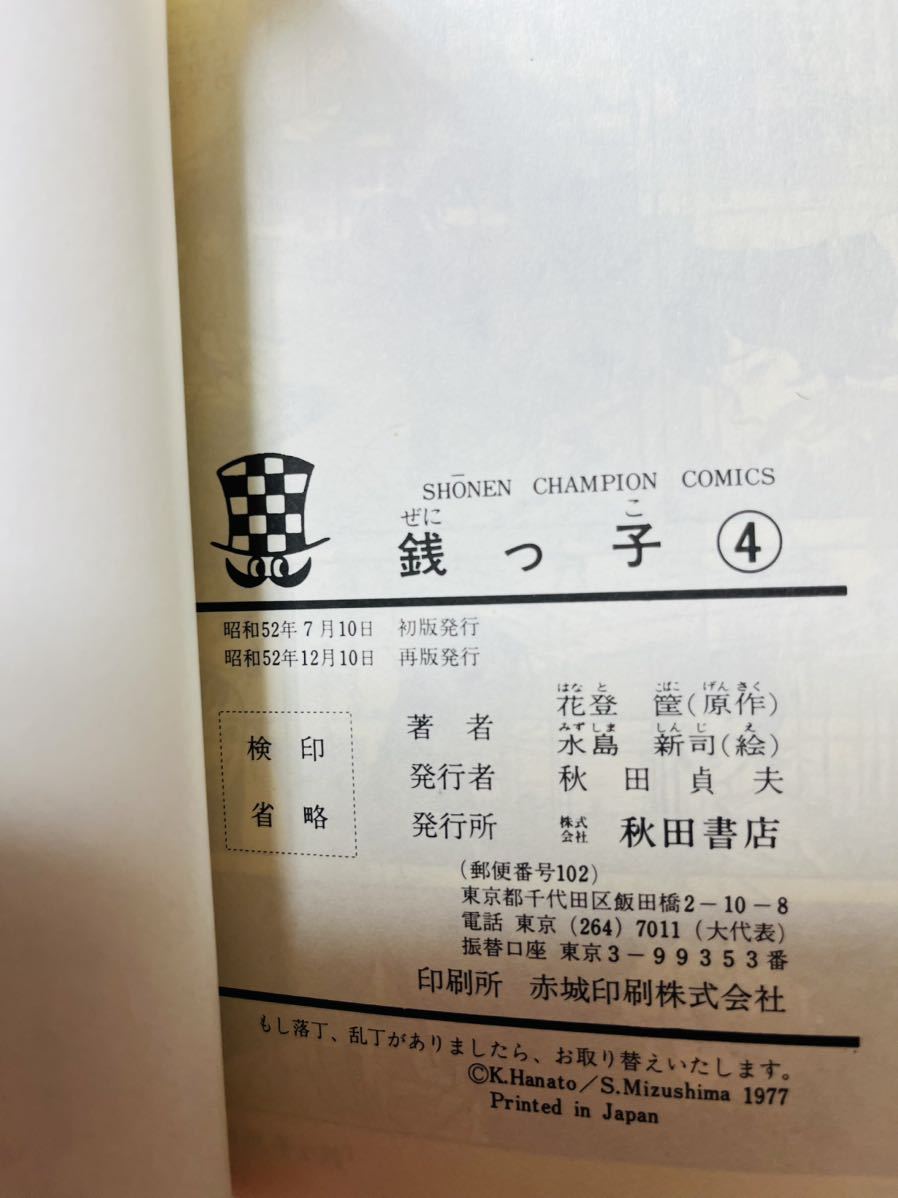 SHŌNEN CHAMPION COMICS
ぜに こ
銭っ子 ④
昭和52年7月10日 初版発行
昭和52年12月10日 再版発行
検印
省略
はな と こばこ げんさく
著者 花登 筐(原作)
みずしま しんじ え
水島 新司(絵)
発行者 秋田貞夫
発行所 株式会社 秋田書店
(郵便番号102)
東京都千代田区飯田橋2-10-8
電話 東京 (264) 7011 (大代表)
振替口座 東京3-99353番
印刷所 赤城印刷株式会社
もし落丁、乱丁がありましたら、お取り替えいたします。
©K.Hanato/S.Mizushima 1977
Printed in Japan